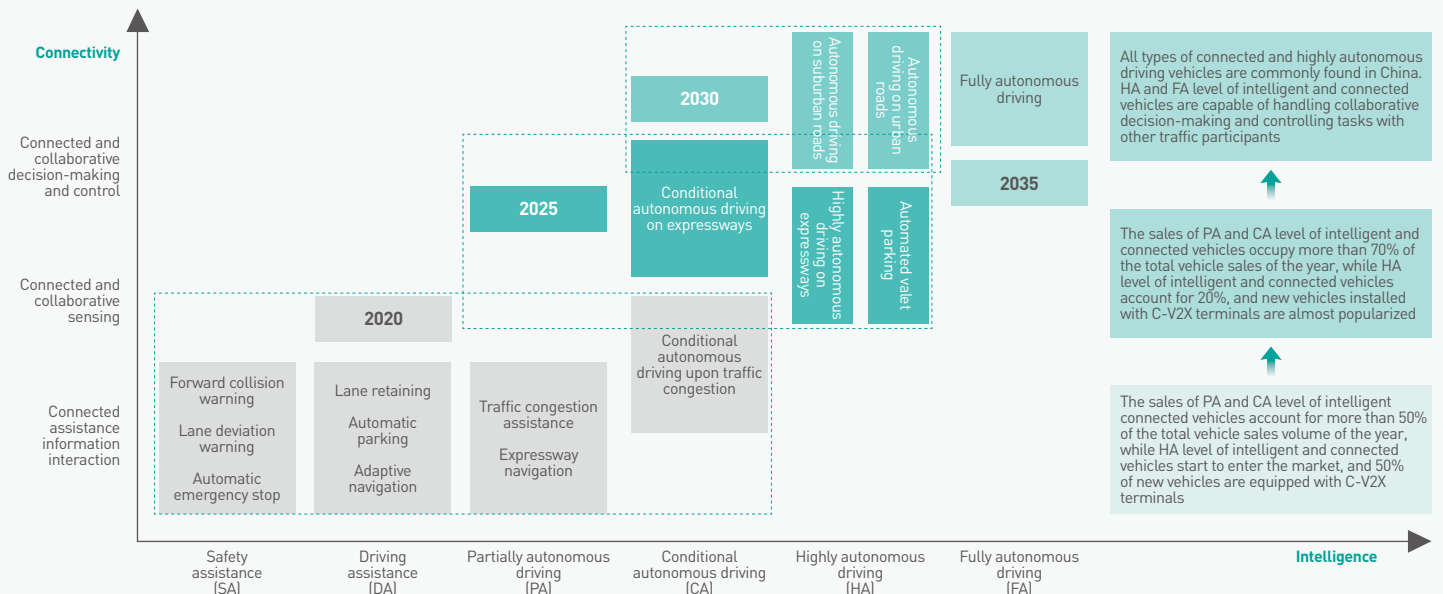 Connectivity
Connected and
collaborative
decision-making
and control
Connected and
collaborative
sensing
Connected
assistance
information
interaction
Forward collision
warning
Lane deviation
warning
Automatic
emergency stop
2020
Lane retaining
Automatic
parking
Adaptive
navigation
2025
Traffic congestion
assistance
Expressway
navigation
2030
Conditional
autonomous driving
on expressways
Conditional
autonomous
driving upon traffic
congestion
Autonomous driving
on suburban roads
Autonomous
driving on urban
roads
Highly autonomous
driving on
expressways
Automated valet
parking
Fully autonomous
driving
2035
All types of connected and highly autonomous
driving vehicles are commonly found in China.
HA and FA level of intelligent and connected
vehicles are capable of handling collaborative
decision-making and controlling tasks with
other traffic participants
The sales of PA and CA level of intelligent and
connected vehicles occupy more than 70% of
the total vehicle sales of the year, while HA
level of intelligent and connected vehicles
account for 20%, and new vehicles installed
with C-V2X terminals are almost popularized
The sales of PA and CA level of intelligent
connected vehicles account for more than 50%
of the total vehicle sales volume of the year,
while HA level of intelligent and connected
vehicles start to enter the market, and 50%
of new vehicles are equipped with C-V2X
terminals
Safety
assistance
(SA)
Driving
assistance
(DA)
Partially autonomous
driving
(PA)
Conditional
autonomous driving
(CA)
Highly autonomous
driving
(HA)
Fully autonomous
driving
(FA)
Intelligence